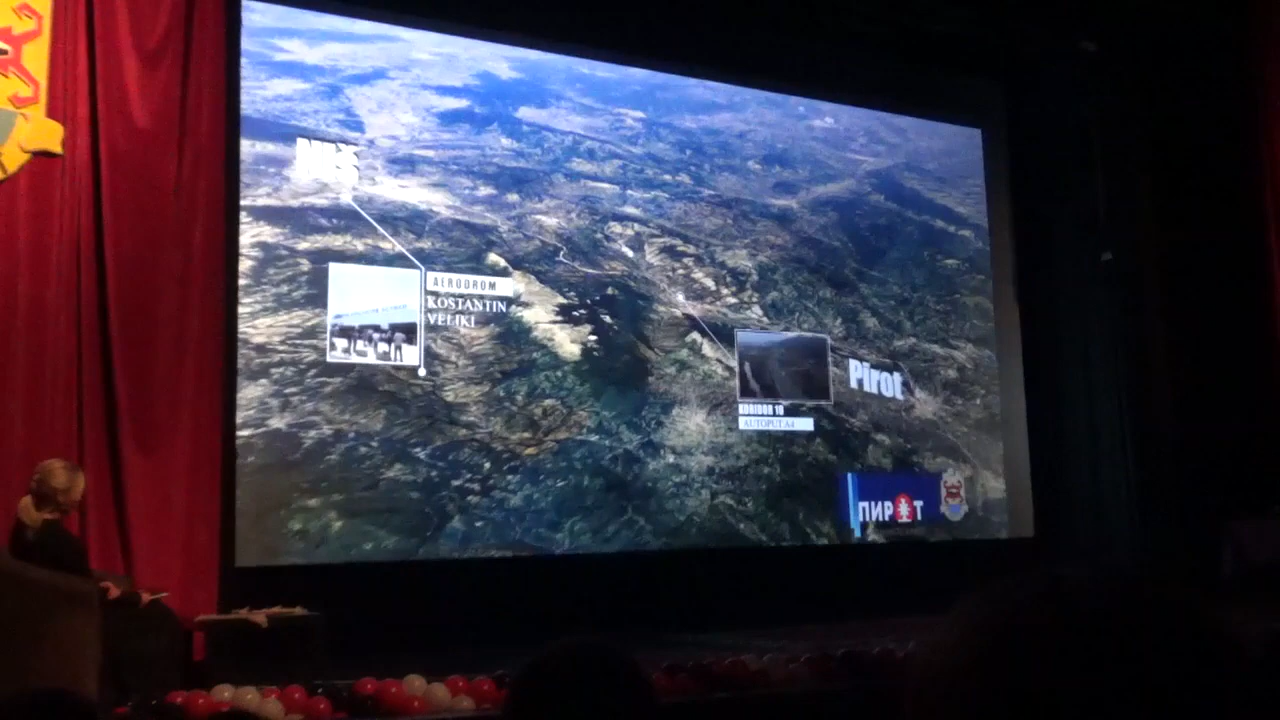 AERODROM
KOSTANTIN
VELIKI
Pirot
KORIDOR 10
AUTOPUT A4
ПИРОТ